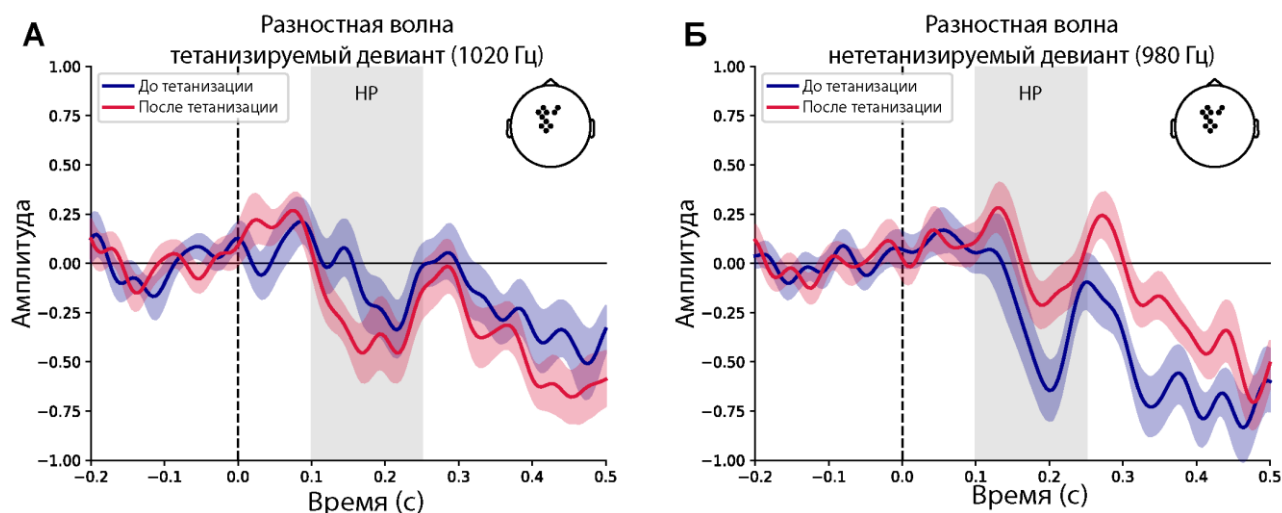 А
Разностная волна
тетанизируемый девиант (1020 Гц)
1.00
0.75
0.50
0.25
0.00
−0.25
−0.50
−0.75
−1.00
Амплитуда
До тетанизации
После тетанизации
НР
−0.2
−0.1
0.0
0.1
0.2
0.3
0.4
0.5
Время (с)
Б
Разностная волна
нететанизируемый девиант (980 Гц)
1.00
0.75
0.50
0.25
0.00
−0.25
−0.50
−0.75
−1.00
Амплитуда
До тетанизации
После тетанизации
НР
−0.2
−0.1
0.0
0.1
0.2
0.3
0.4
0.5
Время (с)